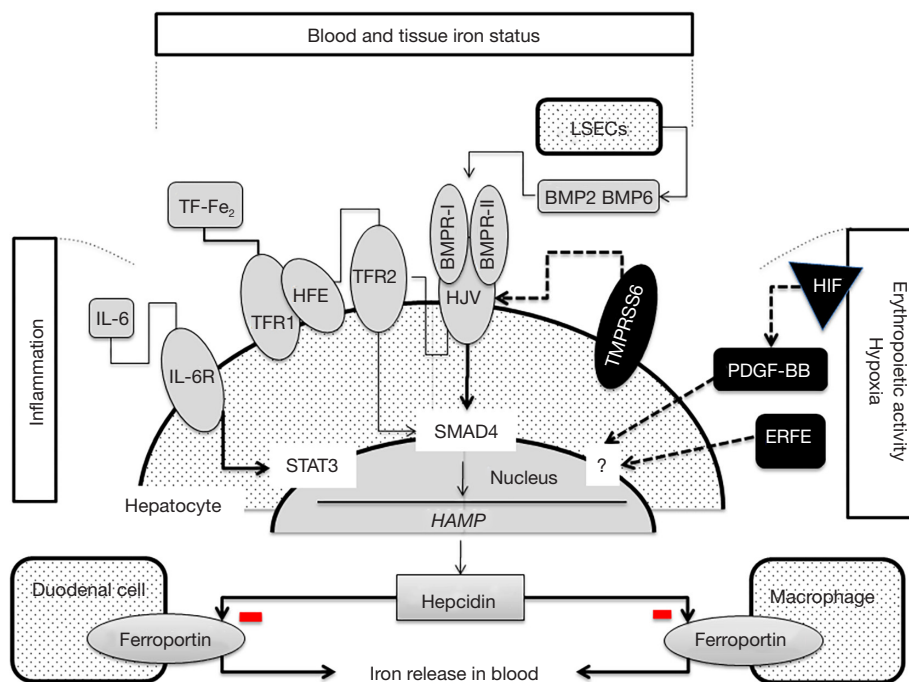 Blood and tissue iron status
LSECs
BMP2 BMP6
TF-Fe₂
BMPR-I
BMPR-II
HJV
TFR2
HFE
TFR1
IL-6
IL-6R
Inflammation
TMPRSS6
HIF
Erythropoietic activity
Hypoxia
PDGF-BB
ERFE
?
SMAD4
STAT3
Nucleus
Hepatocyte
HAMP
Duodenal cell
Hepcidin
Macrophage
Ferroportin
Ferroportin
Iron release in blood